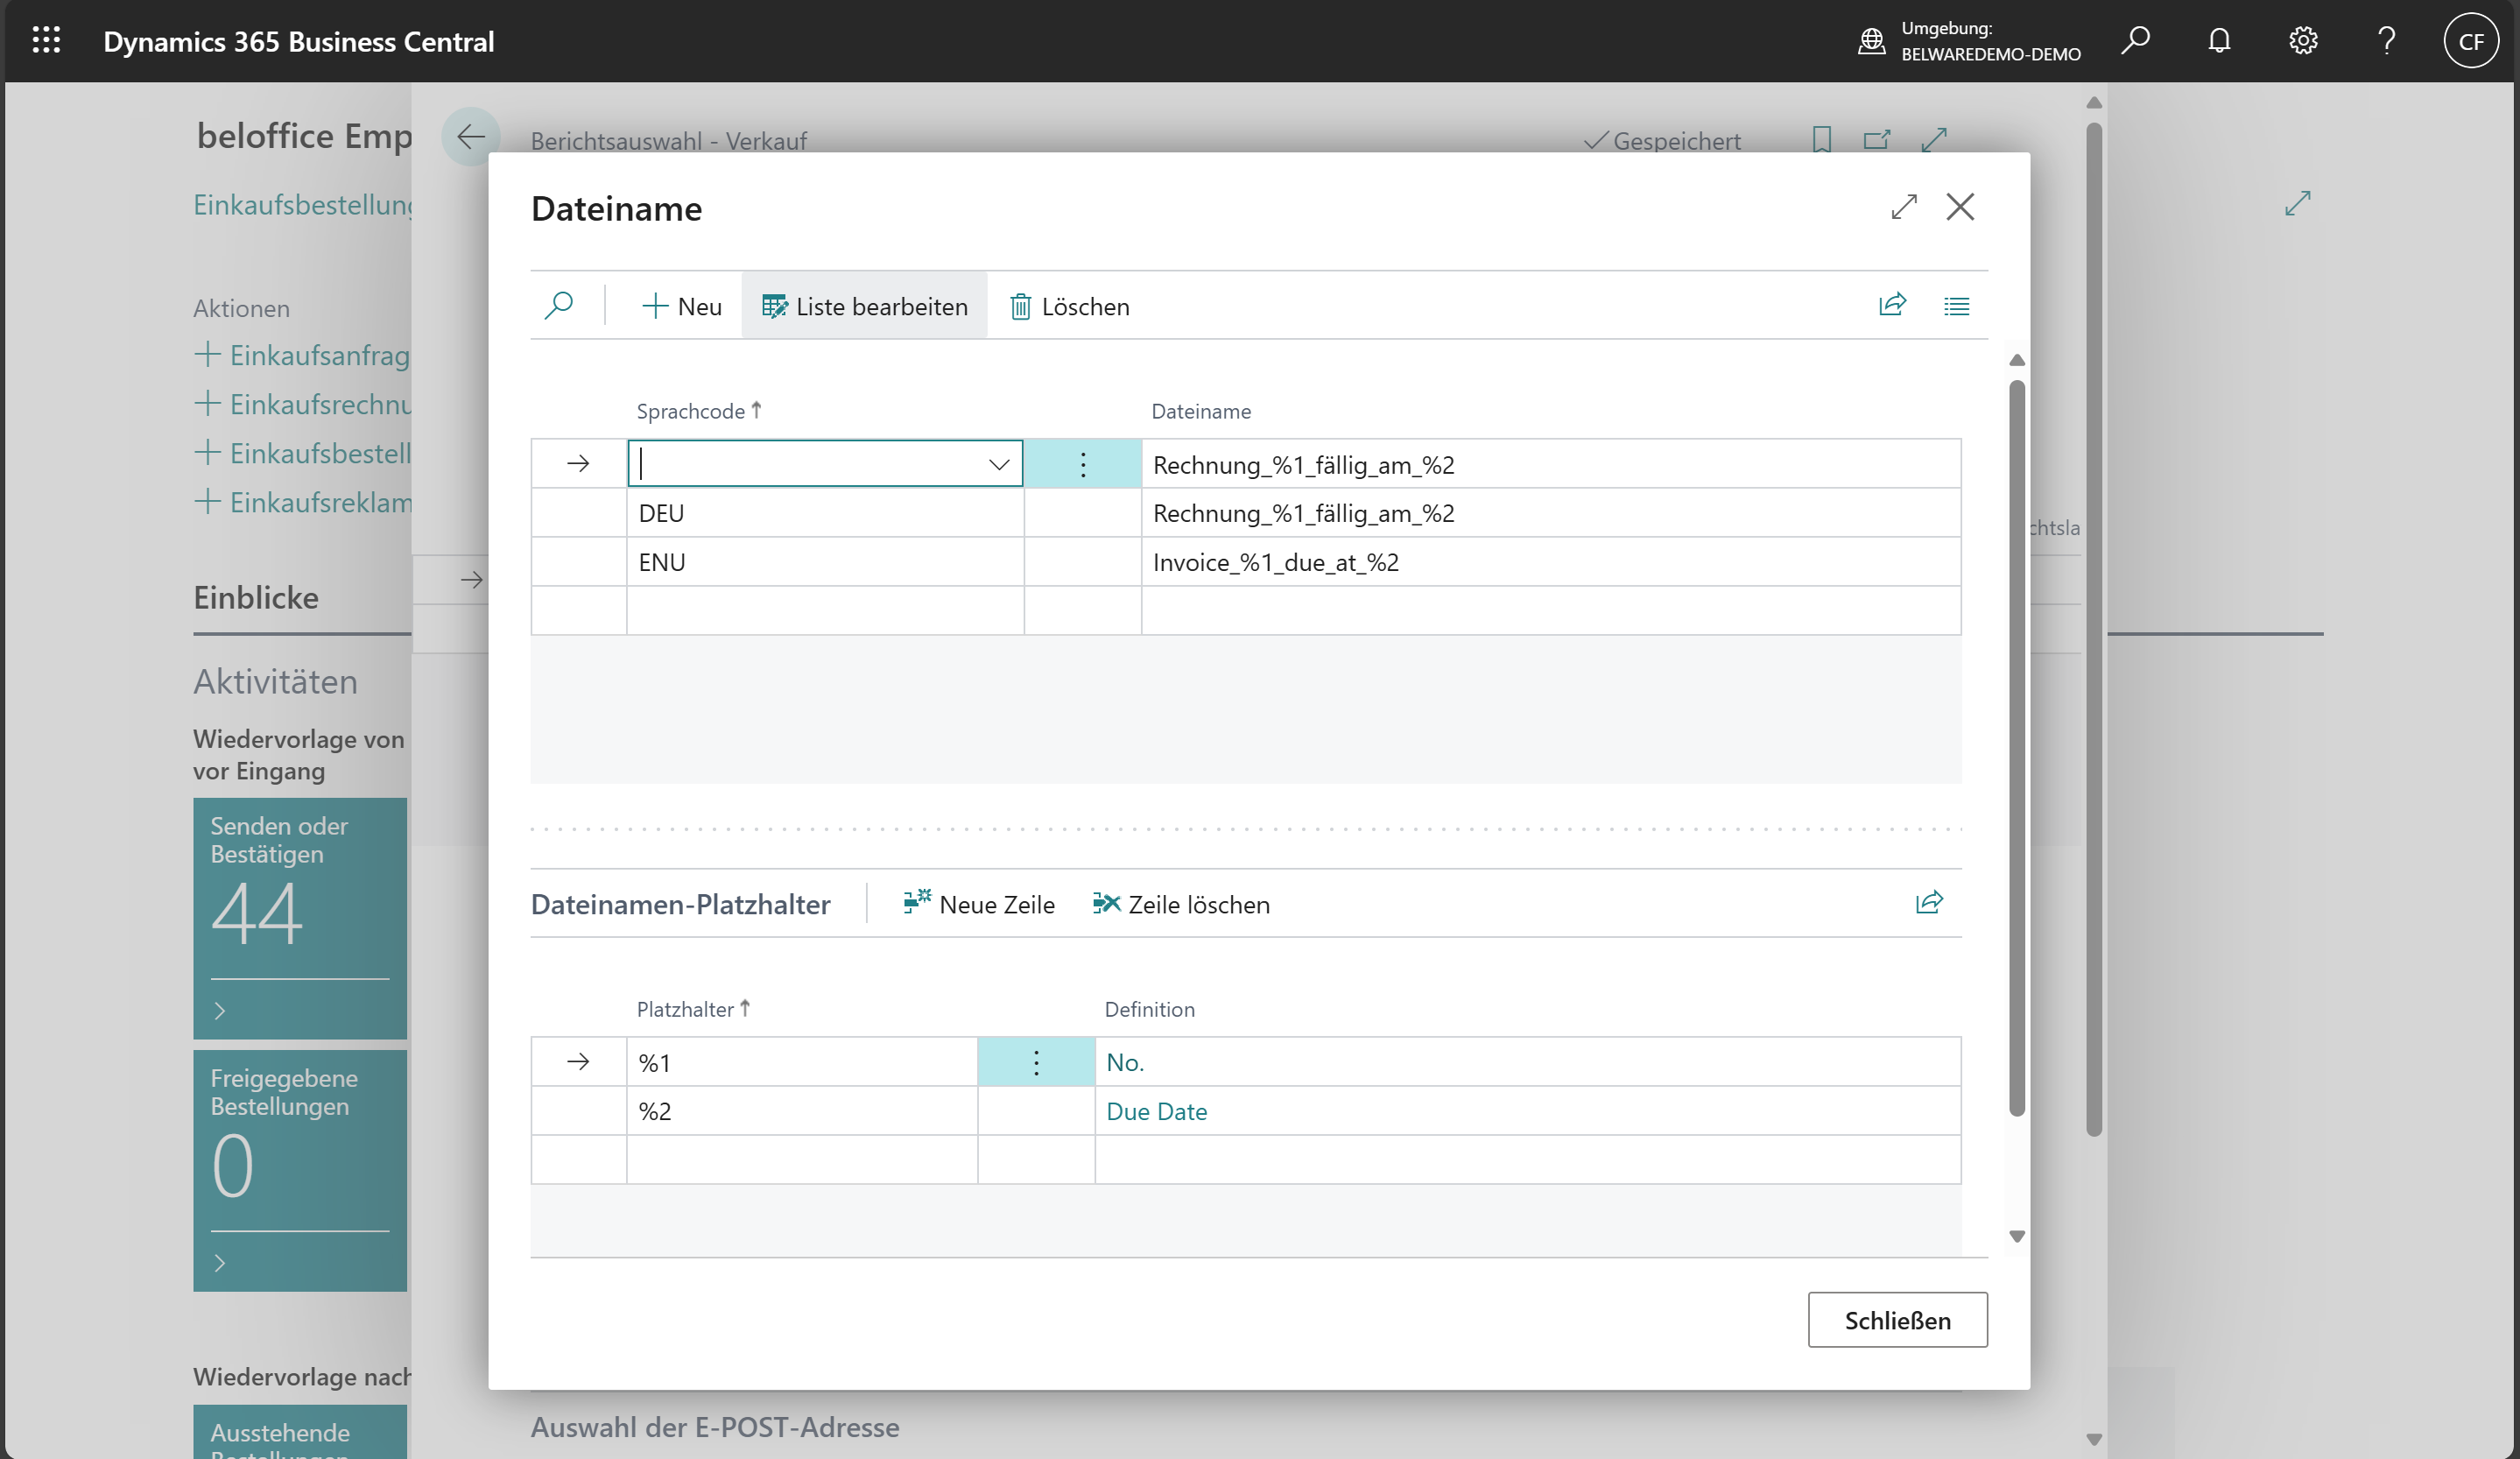 Dynamics 365 Business Central
Umgebung:
BELWAREDEMO-DEMO
CF
beloffice Emp
Einkaufsbestellung
Aktionen
Einkaufsanfrag
Einkaufsrechnu
Einkaufsbestell
Einkaufsreklam
Einblicke
Aktivitäten
Wiedervorlage von
vor Eingang
Senden oder
Bestätigen
44
Freigegebene
Bestellungen
0
Wiedervorlage nach
Ausstehende
Bestellungen
Berichtsauswahl - Verkauf
Gespeichert
chtsla
Dateiname
Neu
Liste bearbeiten
Löschen
Sprachcode ↑
Dateiname
Rechnung_%1_fällig_am_%2
DEU
Rechnung_%1_fällig_am_%2
ENU
Invoice_%1_due_at_%2
Dateinamen-Platzhalter
Neue Zeile
Zeile löschen
Platzhalter ↑
Definition
%1
No.
%2
Due Date
Schließen
Auswahl der E-POST-Adresse